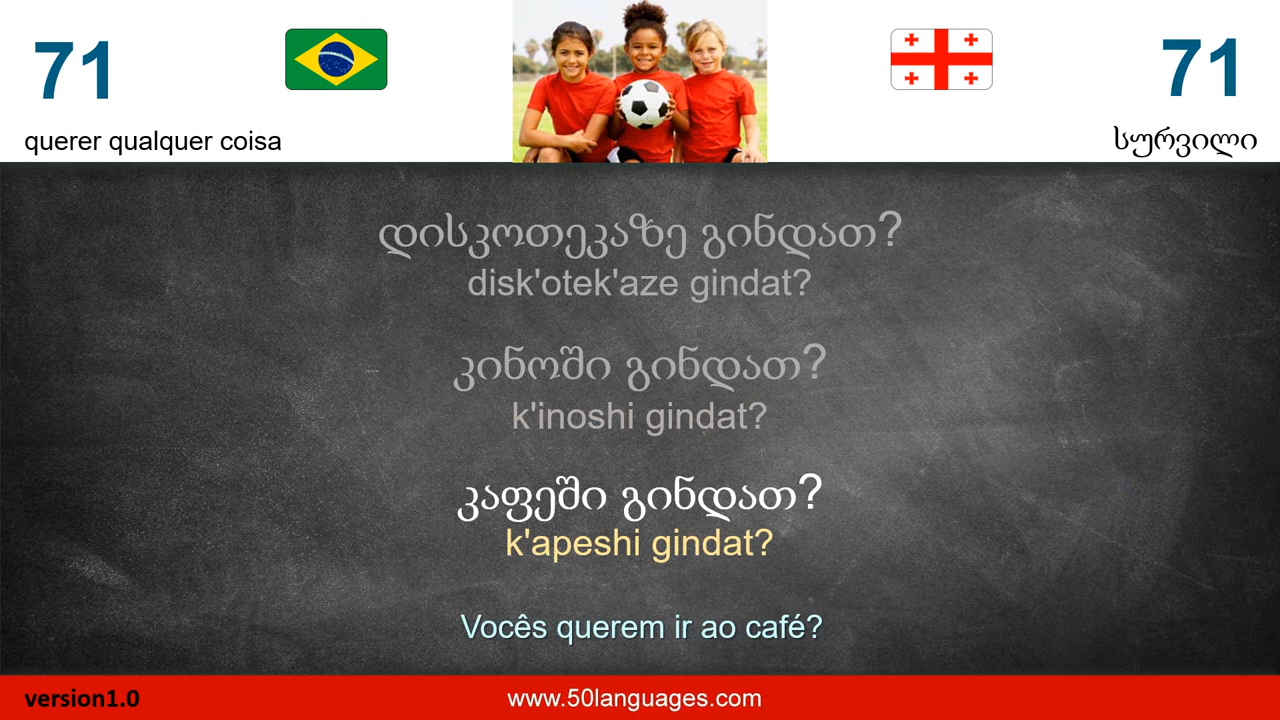 71
71
querer qualquer coisa
სურვილი
დისკოთეკაზე გინდათ?
disk'otek'aze gindat?
კინოში გინდათ?
k'inoshi gindat?
კაფეში გინდათ?
k'apeshi gindat?
Vocês querem ir ao café?
version1.0
www.50languages.com